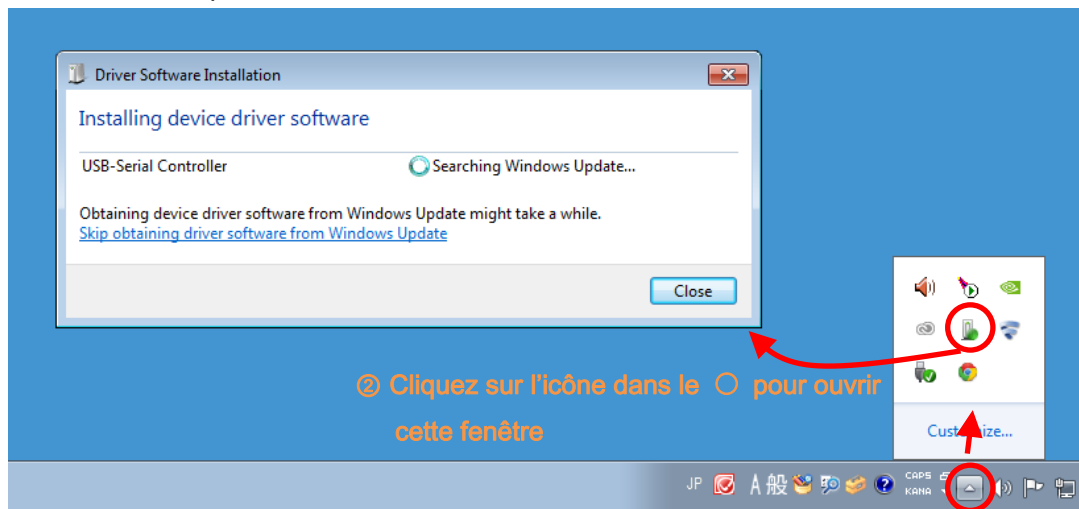 Driver Software Installation
Installing device driver software
USB-Serial Controller Searching Windows Update...
Obtaining device driver software from Windows Update might take a while.
Skip obtaining driver software from Windows Update
Close
② Cliquez sur l'icône dans le ○ pour ouvrir
cette fenêtre
JP A 般 CAPS
KANA